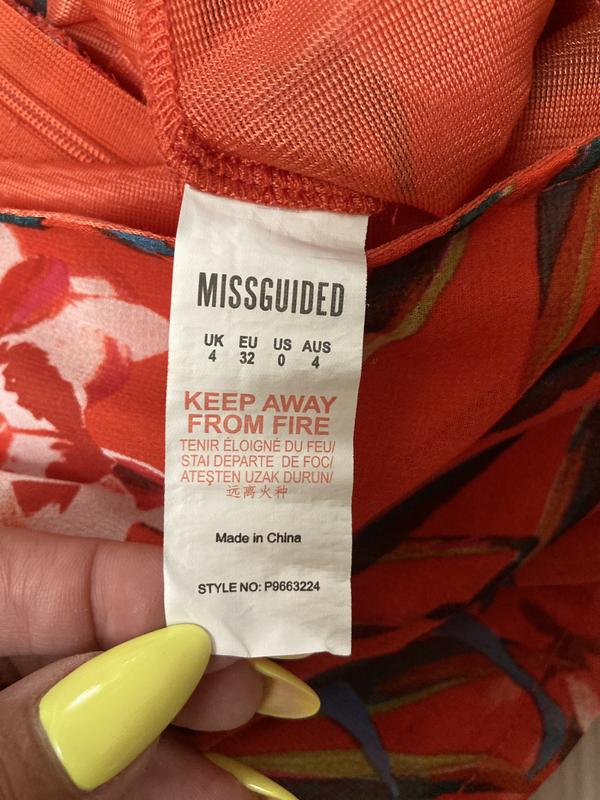 MISSGUIDED
UK EU US AUS
4 32 0 4
KEEP AWAY
FROM FIRE
TENIR ÉLOIGNÉ DU FEU/
STAI DEPARTE DE FOC/
ATEŞTEN UZAK DURUN/
远离火种
Made in China
STYLE NO: P9663224